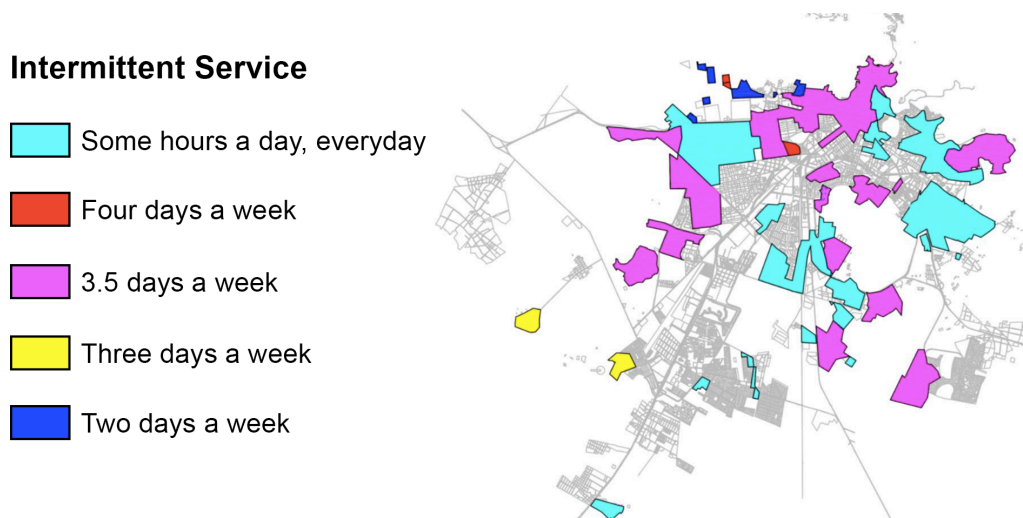 Intermittent Service
Some hours a day, everyday
Four days a week
3.5 days a week
Three days a week
Two days a week